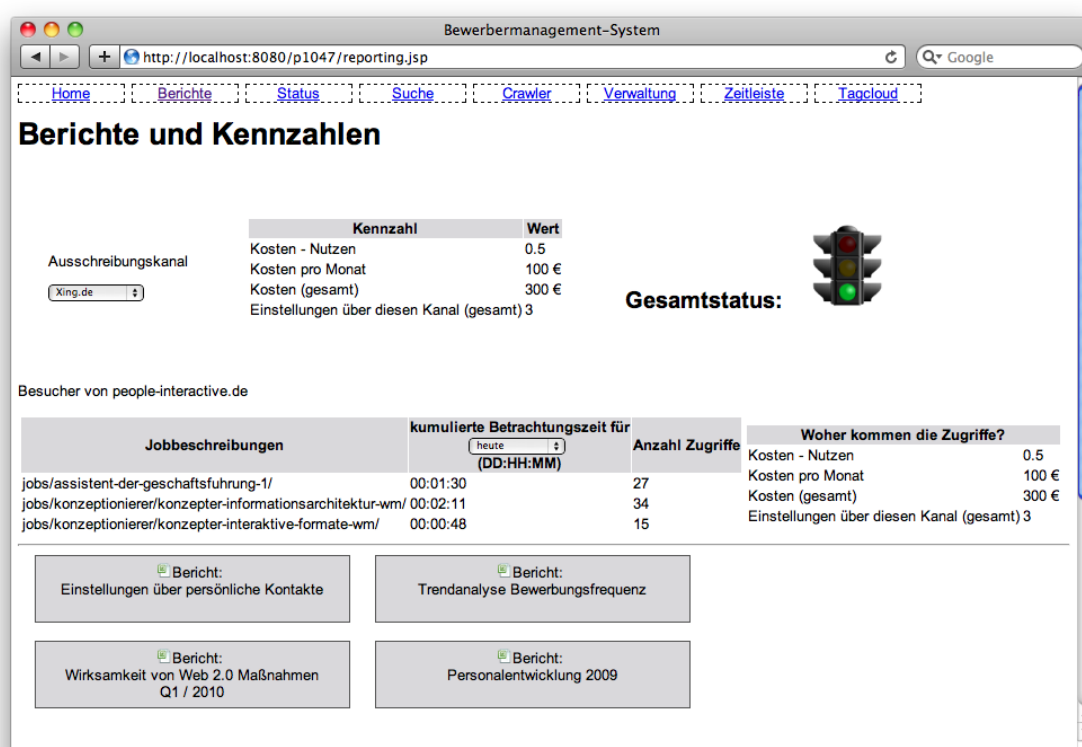 Bewerbermanagement-System
http://localhost:8080/p1047/reporting.jsp
Google
Home Berichte Status Suche Crawler Verwaltung Zeitleiste Tagcloud
Berichte und Kennzahlen
Ausschreibungskanal
Xing.de
Kennzahl Wert
Kosten - Nutzen 0.5
Kosten pro Monat 100 €
Kosten (gesamt) 300 €
Einstellungen über diesen Kanal (gesamt) 3
Gesamtstatus:
Besucher von people-interactive.de
Jobbeschreibungen
kumulierte Betrachtungszeit für
heute
(DD:HH:MM)
Anzahl Zugriffe
jobs/assistent-der-geschaftsfuhrung-1/ 00:01:30 27
jobs/konzeptionierer/konzepter-informationsarchitektur-wm/ 00:02:11 34
jobs/konzeptionierer/konzepter-interaktive-formate-wm/ 00:00:48 15
Woher kommen die Zugriffe?
Kosten - Nutzen 0.5
Kosten pro Monat 100 €
Kosten (gesamt) 300 €
Einstellungen über diesen Kanal (gesamt) 3
Bericht:
Einstellungen über persönliche Kontakte
Bericht:
Trendanalyse Bewerbungsfrequenz
Bericht:
Wirksamkeit von Web 2.0 Maßnahmen
Q1 / 2010
Bericht:
Personalentwicklung 2009